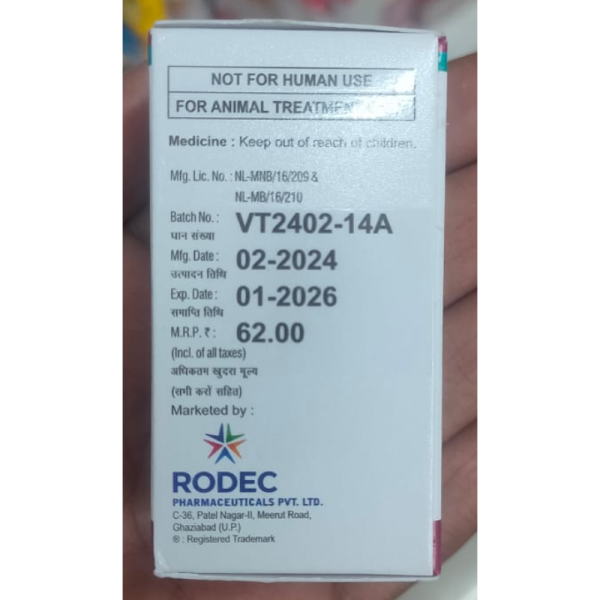 NOT FOR HUMAN USE
FOR ANIMAL TREATMENT
Medicine : Keep out of reach of children.
Mfg. Lic. No. : NL-MNB/16/209 &
NL-MB/16/210
Batch No. : VT2402-14A
घान संख्या
Mfg. Date : 02-2024
उत्पादन तिथि
Exp. Date : 01-2026
समाप्ति तिथि
M.R.P. ₹ : 62.00
(Incl. of all taxes)
अधिकतम खुदरा मूल्य
(सभी करों सहित)
Marketed by :
RODEC
PHARMACEUTICALS PVT. LTD.
C-36, Patel Nagar-II, Meerut Road,
Ghaziabad (U.P.)
® : Registered Trademark